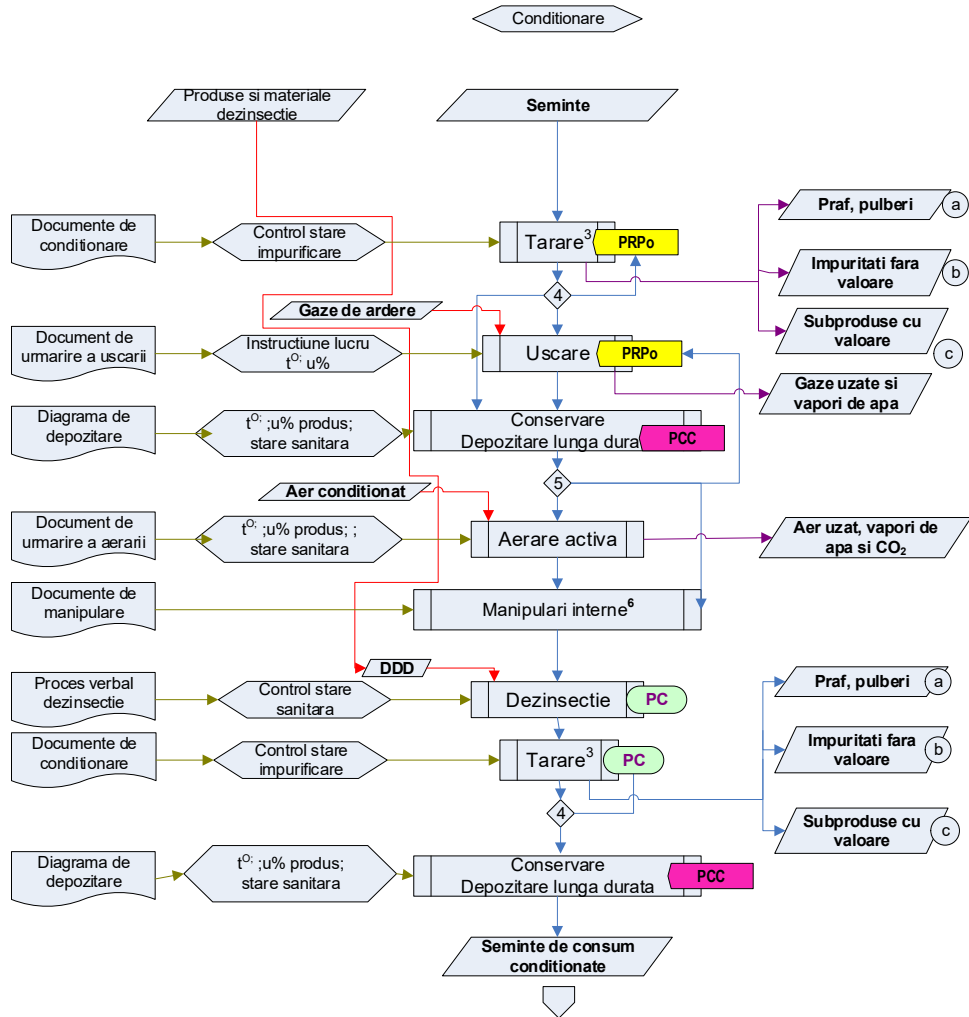 Conditionare
Produse si materiale
dezinsectie
Seminte
Documente de
conditionare
Control stare
impurificare
Tarare³
PRPo
Praf, pulberi
a
4
Impuritati fara
valoare
b
Gaze de ardere
Subproduse cu
valoare
c
Document de
urmarire a uscarii
Instructiune lucru
tᴼ; u%
Uscare
PRPo
Gaze uzate si
vapori de apa
Diagrama de
depozitare
tᴼ; ;u% produs;
stare sanitara
Conservare
Depozitare lunga durat
PCC
5
Aer conditionat
Document de
urmarire a aerarii
tᴼ; ;u% produs; ;
stare sanitara
Aerare activa
Aer uzat, vapori de
apa si CO₂
Documente de
manipulare
Manipulari interne⁶
DDD
Proces verbal
dezinsectie
Control stare
sanitara
Dezinsectie
PC
Praf, pulberi
a
Documente de
conditionare
Control stare
impurificare
Tarare³
PC
Impuritati fara
valoare
b
4
Subproduse cu
valoare
c
Diagrama de
depozitare
tᴼ; ;u% produs;
stare sanitara
Conservare
Depozitare lunga durata
PCC
Seminte de consum
conditionate